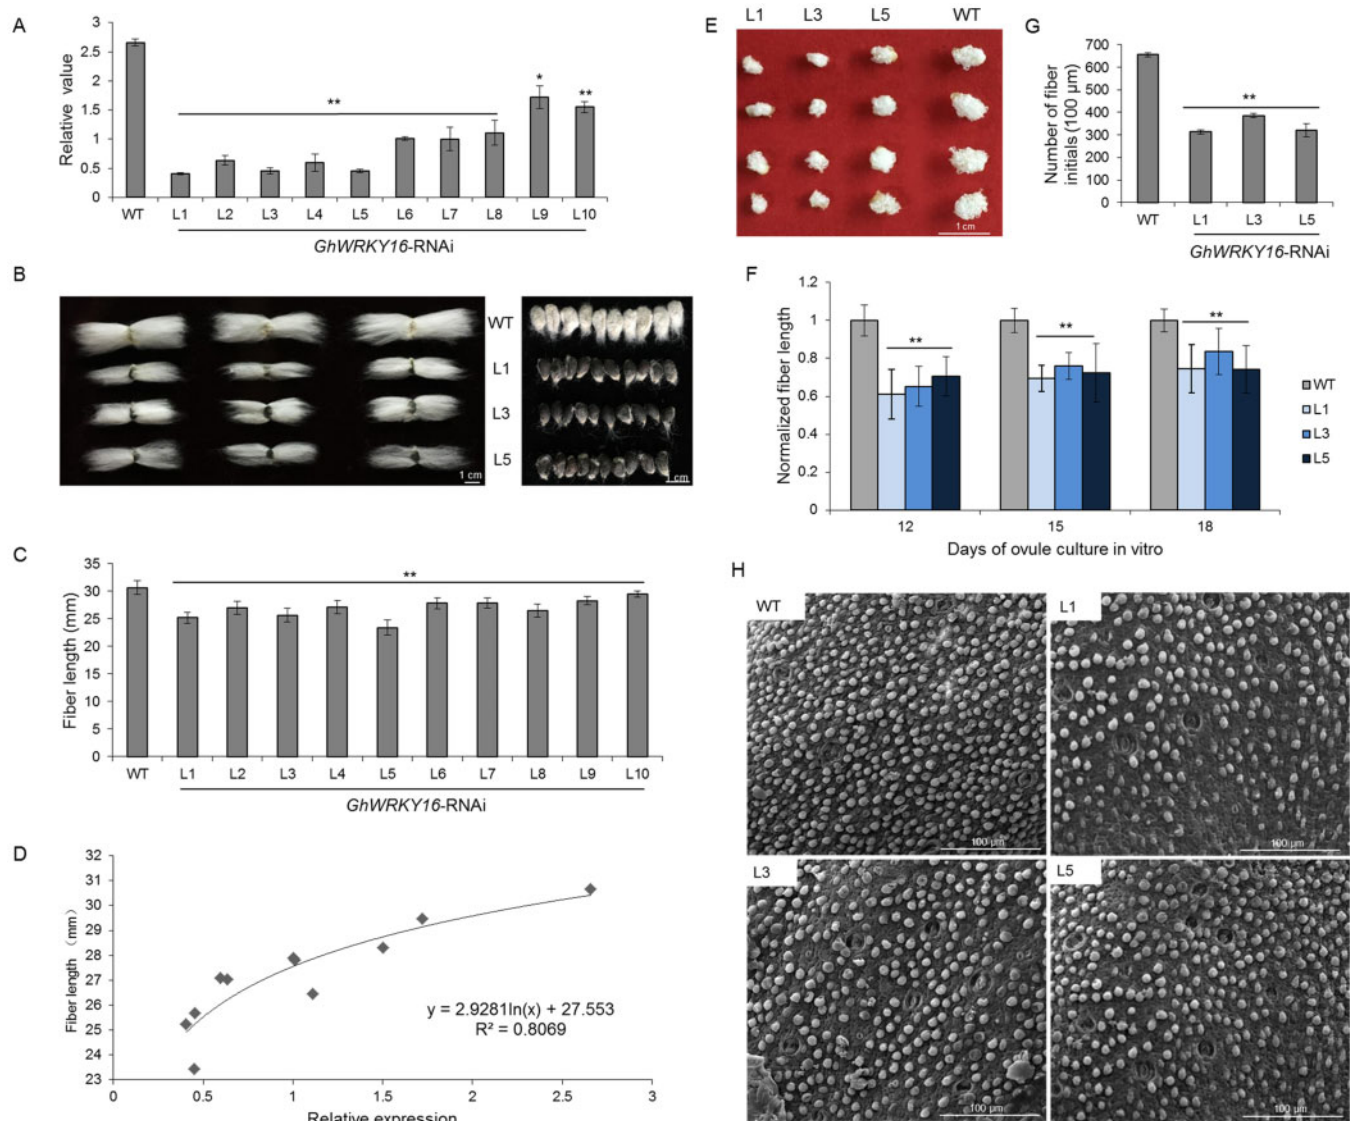 A
3
2.5
2
1.5
1
0.5
0
Relative value
**
*
**
WT L1 L2 L3 L4 L5 L6 L7 L8 L9 L10
GhWRKY16-RNAi
B
WT
L1
L3
L5
1 cm
1 cm
C
35
30
25
20
15
10
5
0
Fiber length (mm)
**
WT L1 L2 L3 L4 L5 L6 L7 L8 L9 L10
GhWRKY16-RNAi
D
32
31
30
29
28
27
26
25
24
23
Fiber length (mm)
y = 2.9281ln(x) + 27.553
R² = 0.8069
0 0.5 1 1.5 2 2.5 3
Relative expression
E
L1 L3 L5 WT
1 cm
G
700
600
500
400
300
200
100
0
Number of fiber
initials (100 µm)
**
WT L1 L3 L5
GhWRKY16-RNAi
F
1.2
1
0.8
0.6
0.4
0.2
0
Normalized fiber length
**
**
**
WT
L1
L3
L5
12 15 18
Days of ovule culture in vitro
H
WT
100 µm
L1
100 µm
L3
100 µm
L5
100 µm